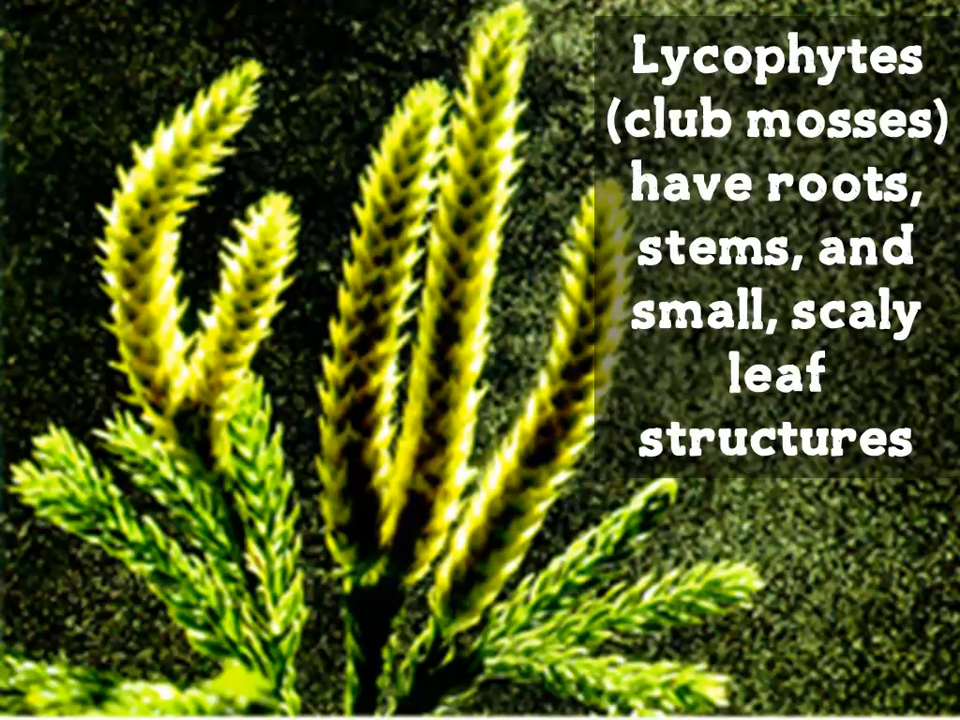 Lycophytes
(club mosses)
have roots,
stems, and
small, scaly
leaf
structures